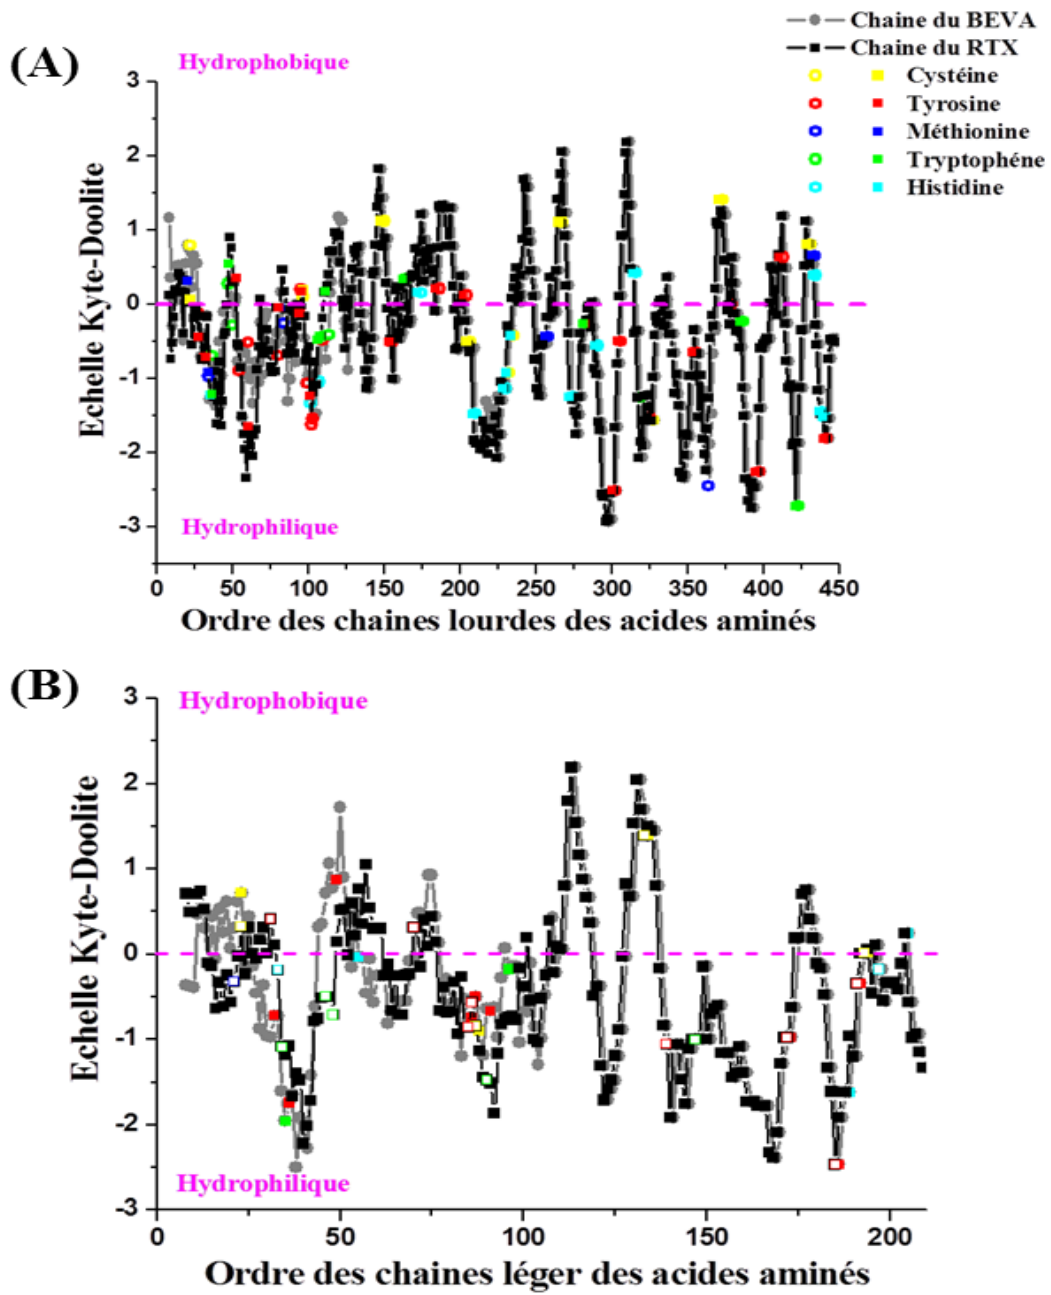 Chaine du BEVA
Chaine du RTX
Cystéine
Tyrosine
Méthionine
Tryptophéne
Histidine
(A)
Hydrophobique
3
2
1
0
-1
-2
-3
Echelle Kyte-Doolite
Hydrophilique
0 50 100 150 200 250 300 350 400 450
Ordre des chaines lourdes des acides aminés
(B)
Hydrophobique
3
2
1
0
-1
-2
-3
Echelle Kyte-Doolite
Hydrophilique
0 50 100 150 200
Ordre des chaines léger des acides aminés